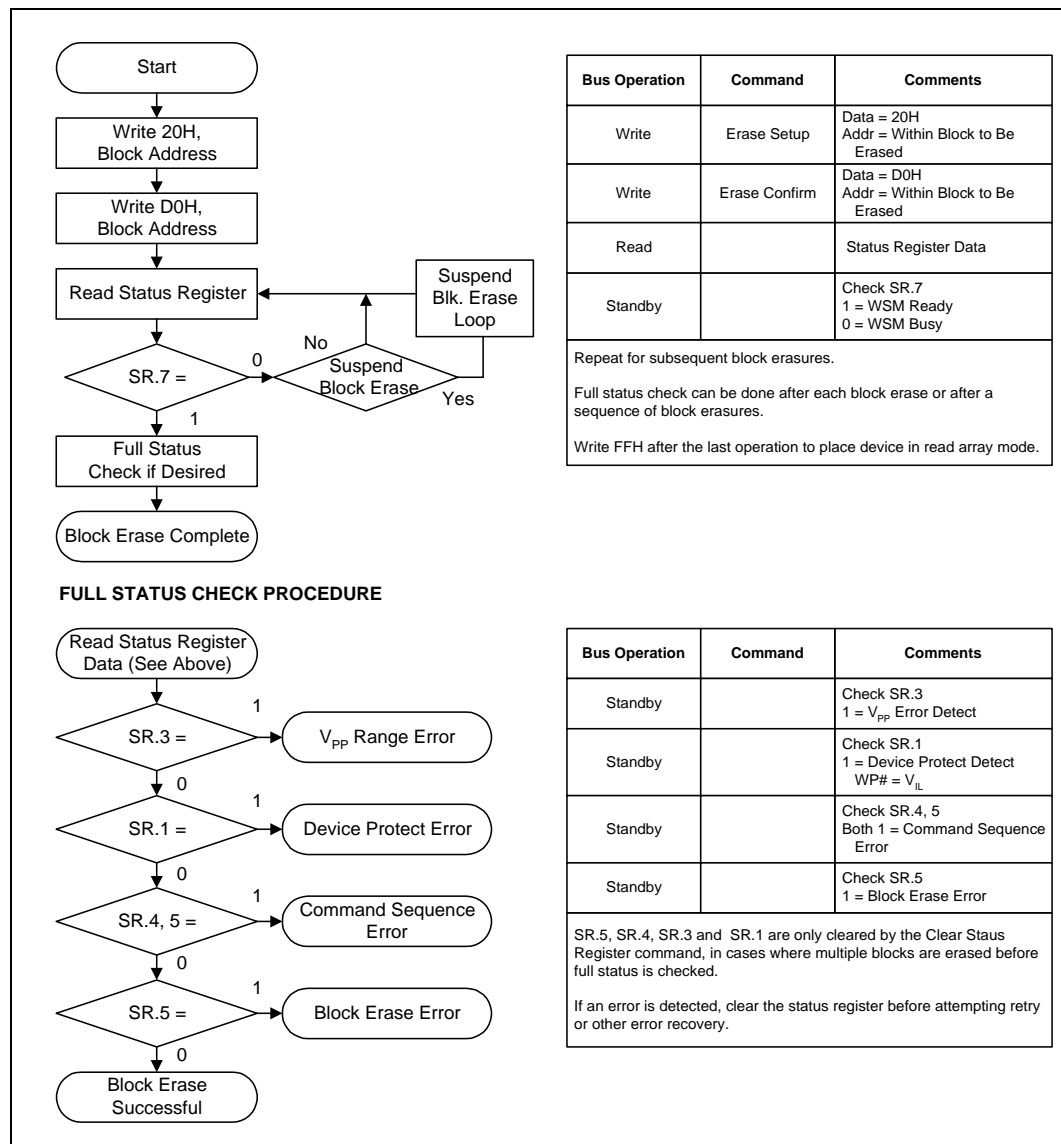 Start
Write 20H,
Block Address
Write D0H,
Block Address
Read Status Register
Suspend
Blk. Erase
Loop
No
SR.7 =
0
Suspend
Block Erase
Yes
1
Full Status
Check if Desired
Block Erase Complete
Bus Operation Command Comments
Write Erase Setup Data = 20H
Addr = Within Block to Be
Erased
Write Erase Confirm Data = D0H
Addr = Within Block to Be
Erased
Read Status Register Data
Standby Check SR.7
1 = WSM Ready
0 = WSM Busy
Repeat for subsequent block erasures.
Full status check can be done after each block erase or after a
sequence of block erasures.
Write FFH after the last operation to place device in read array mode.
FULL STATUS CHECK PROCEDURE
Read Status Register
Data (See Above)
SR.3 =
1
VPP Range Error
0
SR.1 =
1
Device Protect Error
0
SR.4, 5 =
1
Command Sequence
Error
0
SR.5 =
1
Block Erase Error
0
Block Erase
Successful
Bus Operation Command Comments
Standby Check SR.3
1 = VPP Error Detect
Standby Check SR.1
1 = Device Protect Detect
WP# = VIL
Standby Check SR.4, 5
Both 1 = Command Sequence
Error
Standby Check SR.5
1 = Block Erase Error
SR.5, SR.4, SR.3 and SR.1 are only cleared by the Clear Staus
Register command, in cases where multiple blocks are erased before
full status is checked.
If an error is detected, clear the status register before attempting retry
or other error recovery.